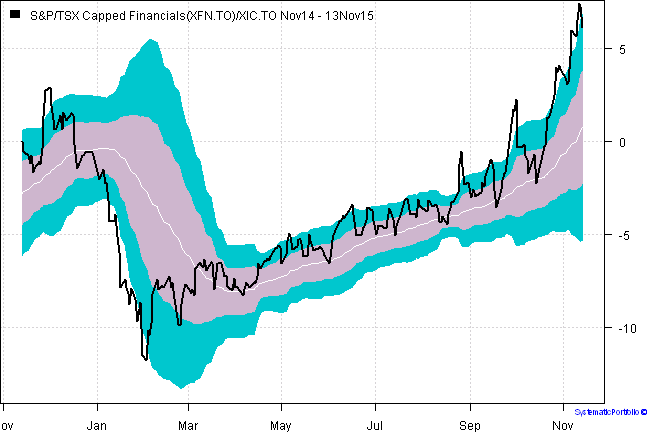 S&P/TSX Capped Financials(XFN.TO)/XIC.TO Nov14 - 13Nov15
5
0
-5
-10
ov Jan Mar May Jul Sep Nov
SystematicPortfolio ©